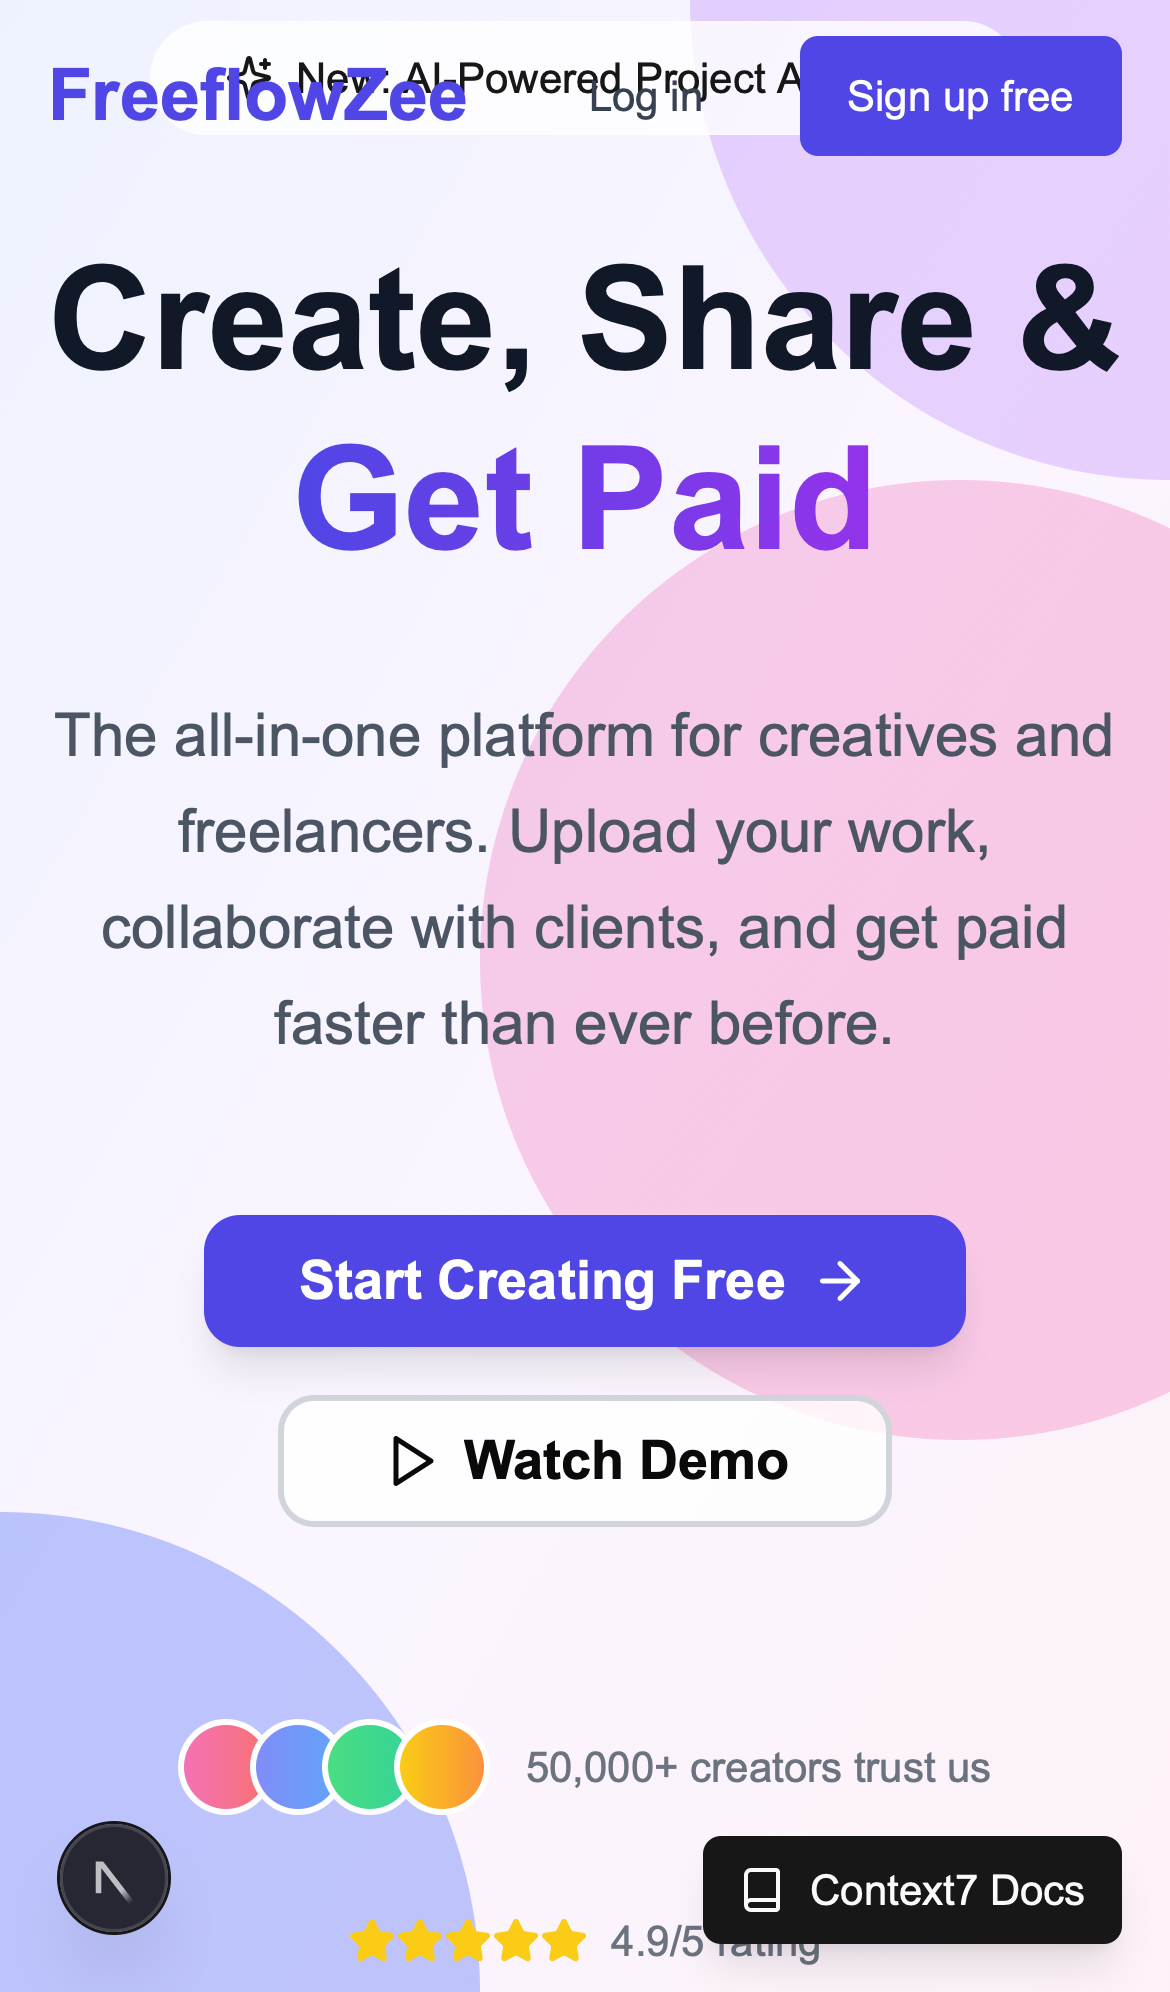 New: AI-Powered Project A
FreeflowZee
Log in
Sign up free
Create, Share &
Get Paid
The all-in-one platform for creatives and
freelancers. Upload your work,
collaborate with clients, and get paid
faster than ever before.
Start Creating Free
Watch Demo
50,000+ creators trust us
Context7 Docs
4.9/5 rating